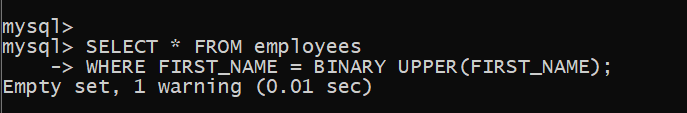 mysql>
mysql> SELECT * FROM employees
    -> WHERE FIRST_NAME = BINARY UPPER(FIRST_NAME);
Empty set, 1 warning (0.01 sec)